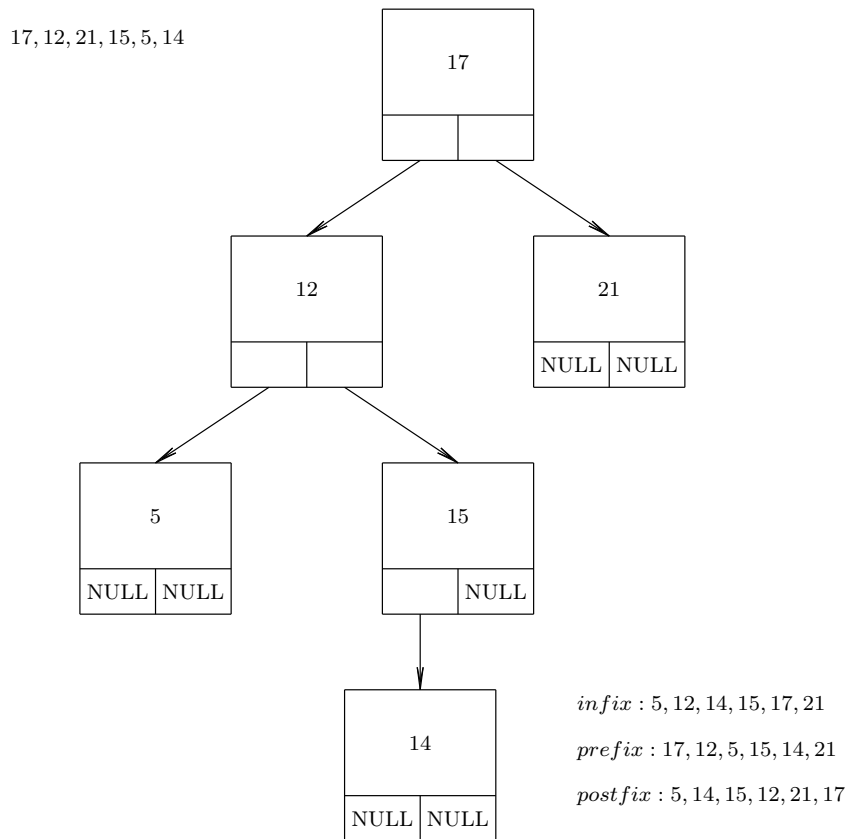 17, 12, 21, 15, 5, 14
17
12
21
NULL NULL
5
15
NULL NULL
NULL
14
NULL NULL
infix : 5, 12, 14, 15, 17, 21
prefix : 17, 12, 5, 15, 14, 21
postfix : 5, 14, 15, 12, 21, 17